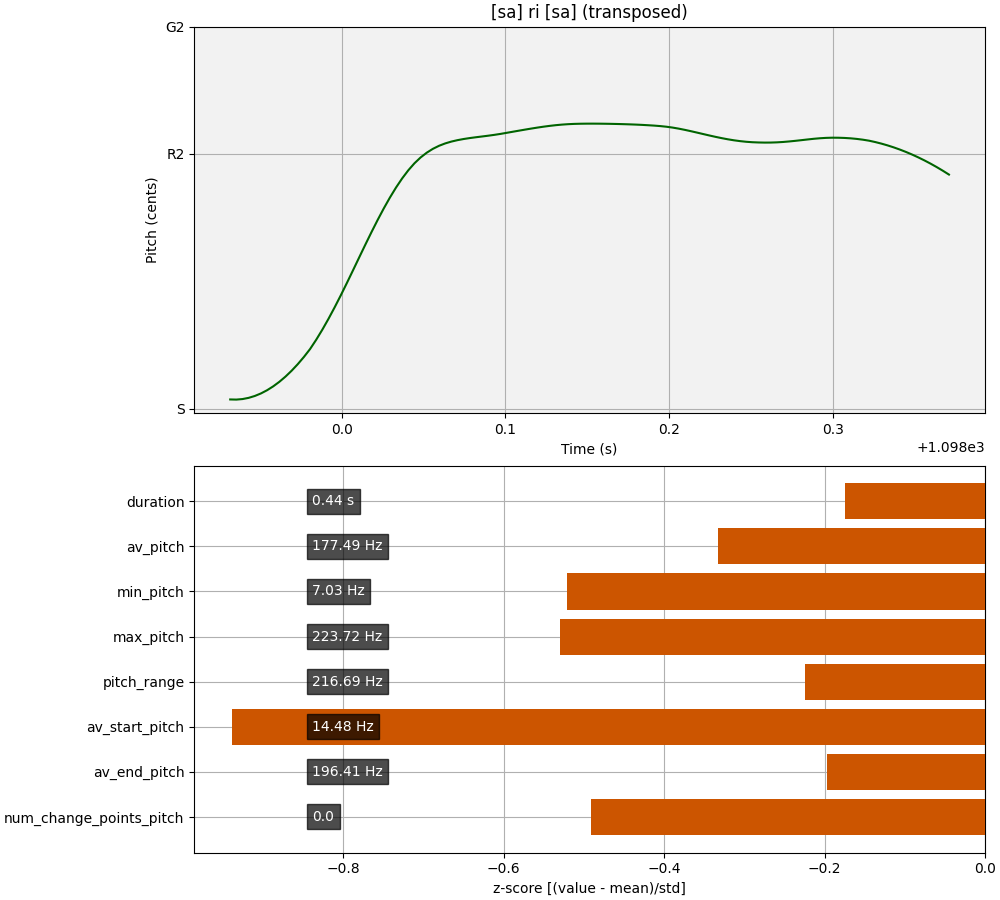 [sa] ri [sa] (transposed)
G2
R2
S
Pitch (cents)
0.0 0.1 0.2 0.3
Time (s)
+1.098e3
duration 0.44 s
av_pitch 177.49 Hz
min_pitch 7.03 Hz
max_pitch 223.72 Hz
pitch_range 216.69 Hz
av_start_pitch 14.48 Hz
av_end_pitch 196.41 Hz
num_change_points_pitch 0.0
−0.8 −0.6 −0.4 −0.2 0.0
z-score [(value - mean)/std]